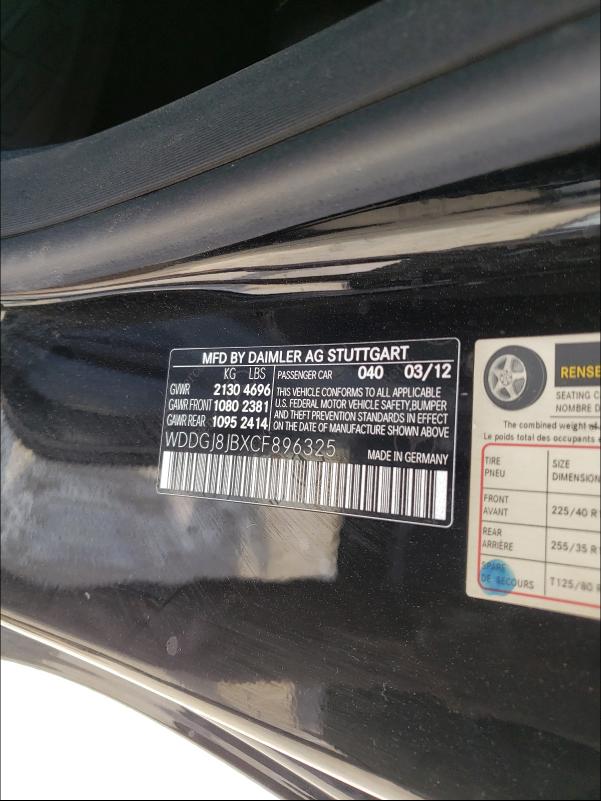 MFD BY DAIMLER AG STUTTGART
KG LBS PASSENGER CAR 040 03/12
GVWR 2130 4696
GAWR FRONT 1080 2381
GAWR REAR 1095 2414
THIS VEHICLE CONFORMS TO ALL APPLICABLE
U.S. FEDERAL MOTOR VEHICLE SAFETY,BUMPER
AND THEFT PREVENTION STANDARDS IN EFFECT
ON THE DATE OF MANUFACTURE SHOWN ABOVE
WDDGJ8JBXCF896325
MADE IN GERMANY
RENSE
SEATING CA
NOMBRE D
The combined weight of
Le poids total des occupants e
TIRE
PNEU
SIZE
DIMENSION
FRONT
AVANT
225/40 R1
REAR
ARRIÈRE
255/35 R1
SPARE
DE SECOURS
T125/80 R